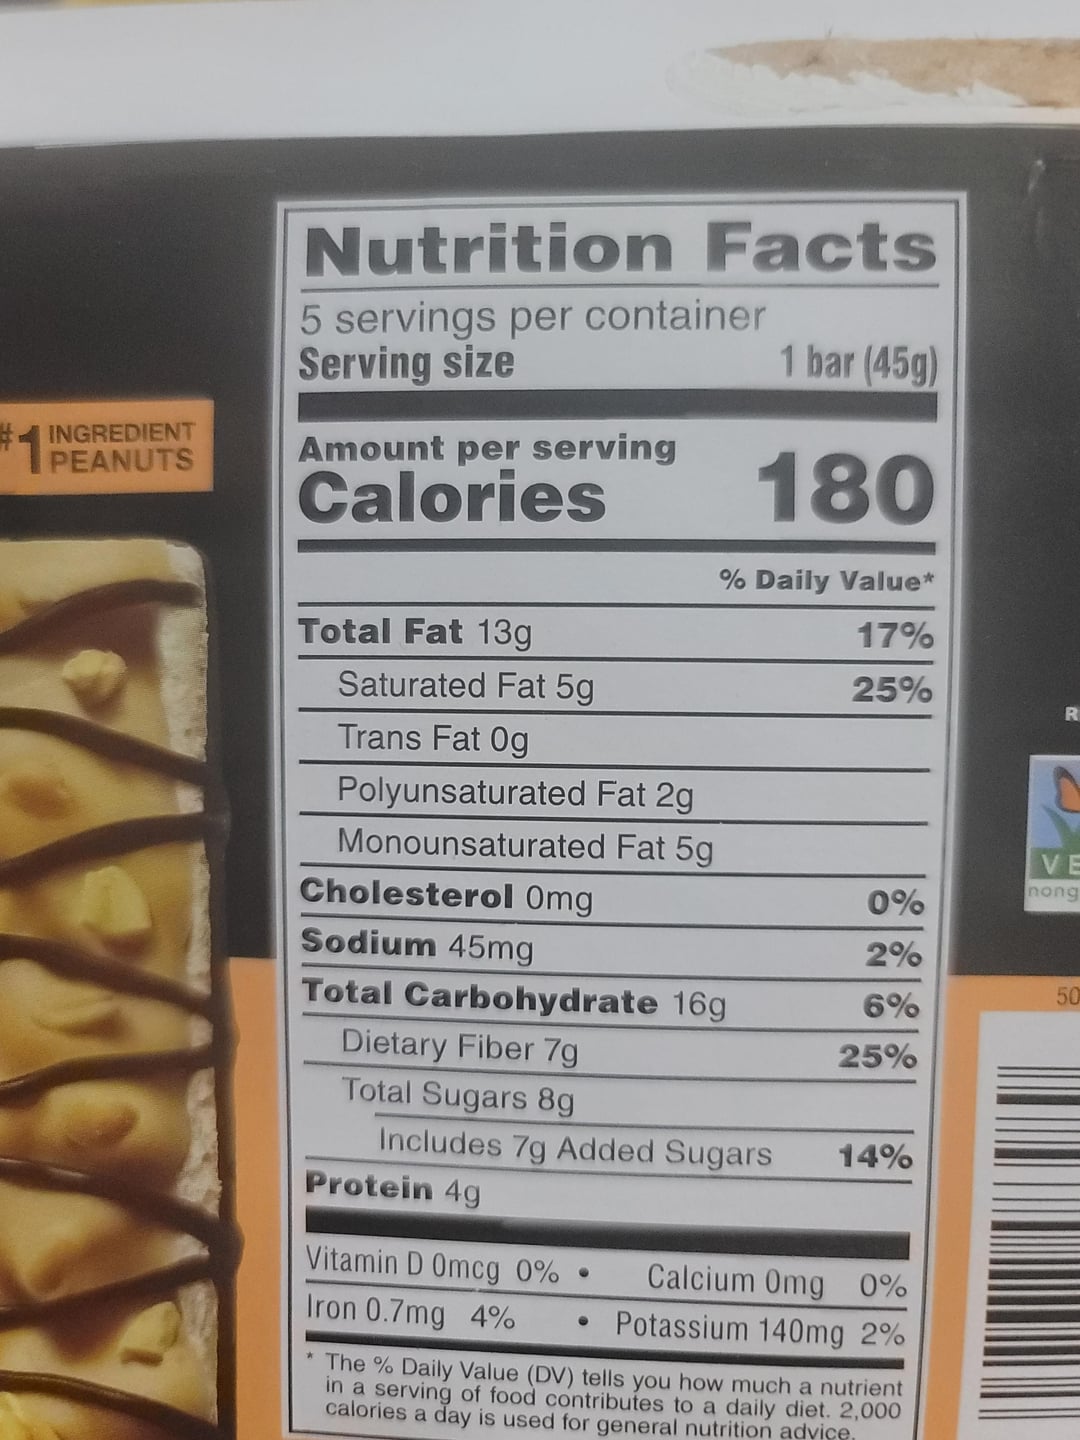 Nutrition Facts
5 servings per container
Serving size 1 bar (45g)
Amount per serving
Calories 180
% Daily Value*
Total Fat 13g 17%
Saturated Fat 5g 25%
Trans Fat 0g
Polyunsaturated Fat 2g
Monounsaturated Fat 5g
Cholesterol 0mg 0%
Sodium 45mg 2%
Total Carbohydrate 16g 6%
Dietary Fiber 7g 25%
Total Sugars 8g
Includes 7g Added Sugars 14%
Protein 4g
Vitamin D 0mcg 0% • Calcium 0mg 0%
Iron 0.7mg 4% • Potassium 140mg 2%
* The % Daily Value (DV) tells you how much a nutrient
in a serving of food contributes to a daily diet. 2,000
calories a day is used for general nutrition advice.
#1 INGREDIENT
PEANUTS
R
VE
nong
50